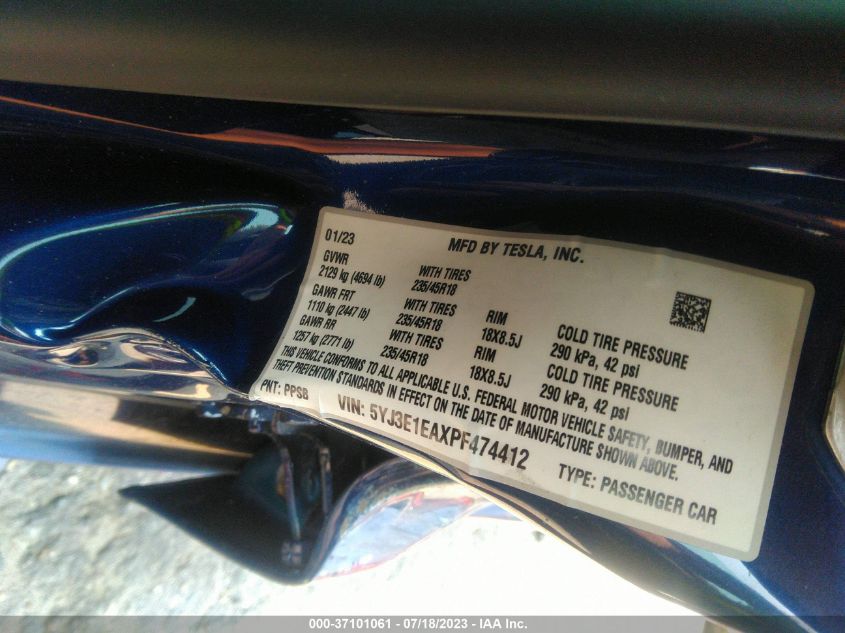 01/23 MFD BY TESLA, INC.
GVWR
2129 kg (4694 lb) WITH TIRES
235/45R18
GAWR FRT
1110 kg (2447 lb) WITH TIRES RIM COLD TIRE PRESSURE
235/45R18 18X8.5J 290 kPa, 42 psi
GAWR RR
1257 kg (2771 lb) WITH TIRES RIM COLD TIRE PRESSURE
235/45R18 18X8.5J 290 kPa, 42 psi
THIS VEHICLE CONFORMS TO ALL APPLICABLE U.S. FEDERAL MOTOR VEHICLE SAFETY, BUMPER, AND
THEFT PREVENTION STANDARDS IN EFFECT ON THE DATE OF MANUFACTURE SHOWN ABOVE.
PNT: PPSB VIN: 5YJ3E1EAXPF474412 TYPE: PASSENGER CAR
000-37101061 - 07/18/2023 - IAA Inc.